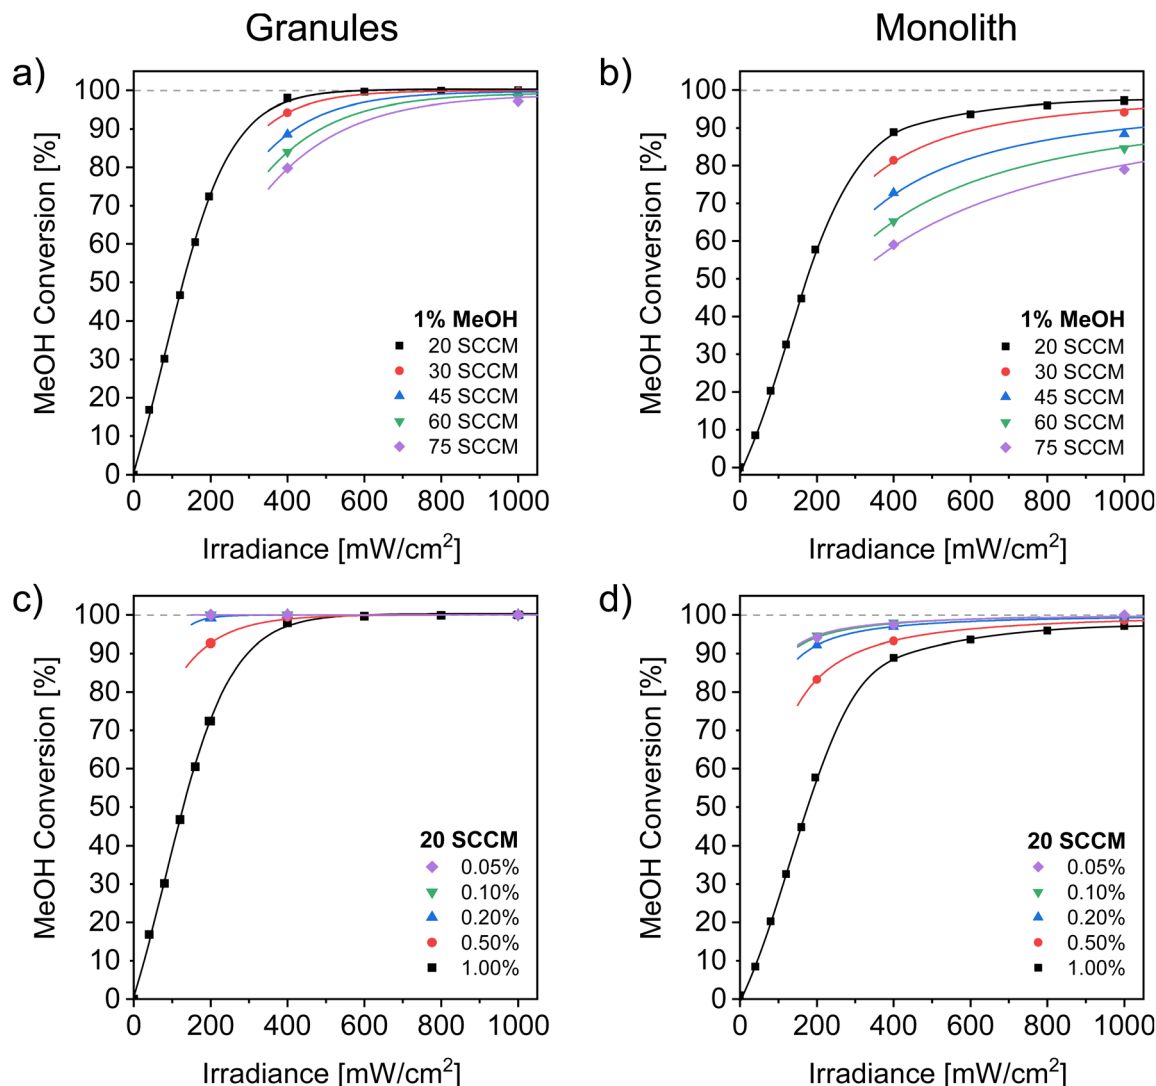 Granules
Monolith
a)
MeOH Conversion [%]
100
90
80
70
60
50
40
30
20
10
0
1% MeOH
20 SCCM
30 SCCM
45 SCCM
60 SCCM
75 SCCM
0 200 400 600 800 1000
Irradiance [mW/cm²]
b)
MeOH Conversion [%]
100
90
80
70
60
50
40
30
20
10
0
1% MeOH
20 SCCM
30 SCCM
45 SCCM
60 SCCM
75 SCCM
0 200 400 600 800 1000
Irradiance [mW/cm²]
c)
MeOH Conversion [%]
100
90
80
70
60
50
40
30
20
10
0
20 SCCM
0.05%
0.10%
0.20%
0.50%
1.00%
0 200 400 600 800 1000
Irradiance [mW/cm²]
d)
MeOH Conversion [%]
100
90
80
70
60
50
40
30
20
10
0
20 SCCM
0.05%
0.10%
0.20%
0.50%
1.00%
0 200 400 600 800 1000
Irradiance [mW/cm²]